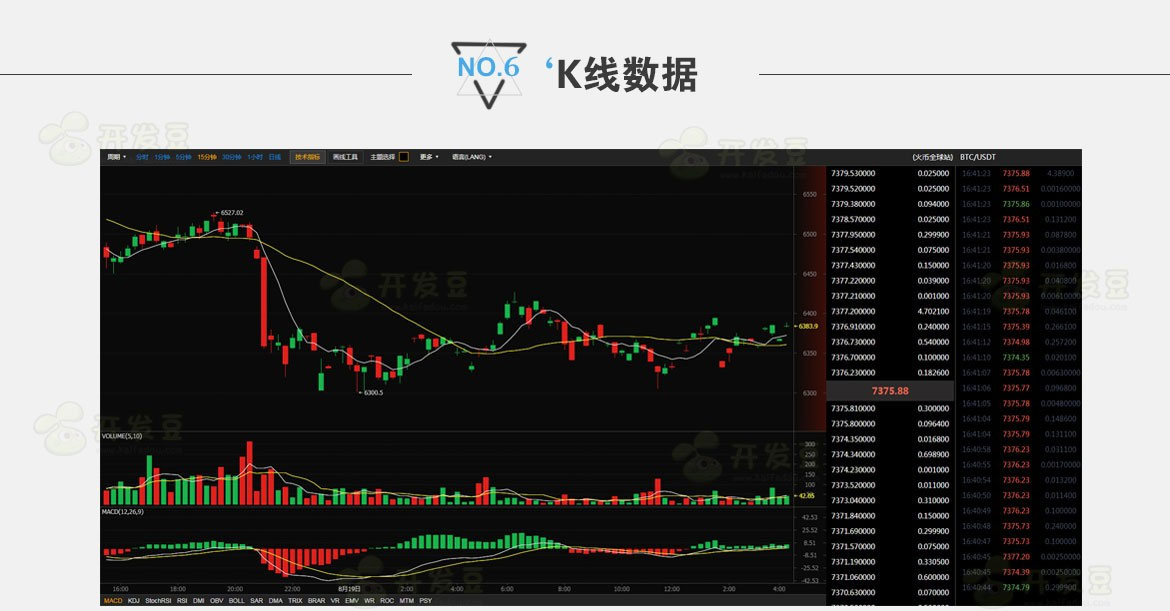 NO.6
‘K线数据
周期 分时 1分钟 5分钟 15分钟 30分钟 1小时 日线 技术指标 画线工具 主题选择 更多 语言(LANG) (火币全球站) BTC/USDT
6527.02
6300.5
6550
6500
6450
6400
6383.9
6350
6300
VOLUME(5,10)
300
250
200
150
100
42.65
MACD(12,26,9)
42.53
25.52
8.51
-8.51
-25.52
-42.53
16:00 18:00 20:00 22:00 8月19日 2:00 4:00 6:00 8:00 10:00 12:00 2:00 4:00
MACD KDJ StochRSI RSI DMI OBV BOLL SAR DMA TRIX BRAR VR EMV WR ROC MTM PSY
7379.530000 0.025000
7379.520000 0.025000
7379.380000 0.094000
7378.570000 0.025000
7377.950000 0.299900
7377.540000 0.075000
7377.430000 0.150000
7377.220000 0.039000
7377.210000 0.001000
7377.200000 4.702101
7376.910000 0.240000
7376.730000 0.540000
7376.700000 0.100000
7376.230000 0.182600
7375.88
7375.810000 0.300000
7375.800000 0.096400
7374.350000 0.016800
7374.340000 0.698900
7374.230000 0.001000
7373.520000 0.011000
7373.040000 0.310000
7371.840000 0.150000
7371.690000 0.299900
7371.570000 0.075000
7371.190000 0.330500
7371.060000 0.600000
7370.630000 0.070000
16:41:23 7375.88 4.38900
16:41:23 7376.51 0.00160000
16:41:23 7375.86 0.00100000
16:41:23 7376.51 0.131200
16:41:21 7375.93 0.087800
16:41:21 7375.93 0.00380000
16:41:20 7375.93 0.016800
16:41:20 7375.93 0.040800
16:41:20 7375.93 0.00610000
16:41:19 7375.78 0.046100
16:41:15 7375.39 0.266100
16:41:12 7374.98 0.257200
16:41:10 7374.35 0.020100
16:41:07 7375.78 0.00630000
16:41:06 7375.77 0.996800
16:41:05 7375.78 0.00480000
16:41:04 7375.79 0.148600
16:41:04 7375.79 0.131100
16:40:58 7376.23 0.031100
16:40:55 7376.23 0.00170000
16:40:54 7376.23 0.013200
16:40:50 7376.23 0.011400
16:40:49 7376.23 0.100000
16:40:48 7375.73 0.240000
16:40:47 7375.73 0.100000
16:40:45 7377.20 0.00250000
16:40:45 7374.39 0.00250000
16:40:44 7374.79
开发豆
开发豆
开发豆
开发豆
开发豆